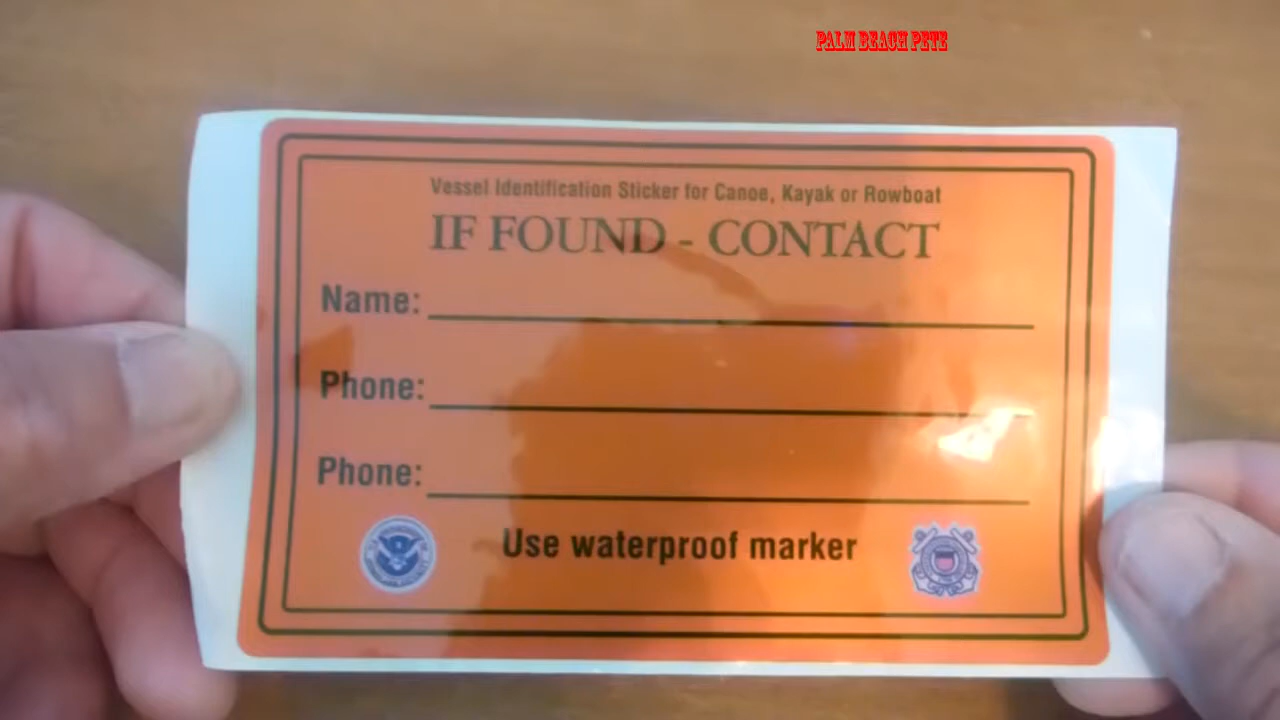 PALM BEACH PETE
Vessel Identification Sticker for Canoe, Kayak or Rowboat
IF FOUND - CONTACT
Name:
Phone:
Phone:
Use waterproof marker